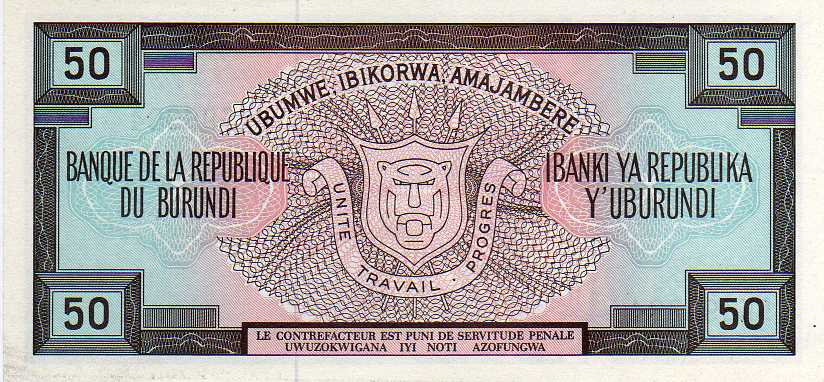 50
50
UBUMWE. IBIKORWA. AMAJAMBERE
BANQUE DE LA REPUBLIQUE
DU BURUNDI
IBANKI YA REPUBLIKA
Y'UBURUNDI
UNITE TRAVAIL . PROGRES
50
50
LE CONTREFACTEUR EST PUNI DE SERVITUDE PENALE
UWUZOKWIGANA IYI NOTI AZOFUNGWA